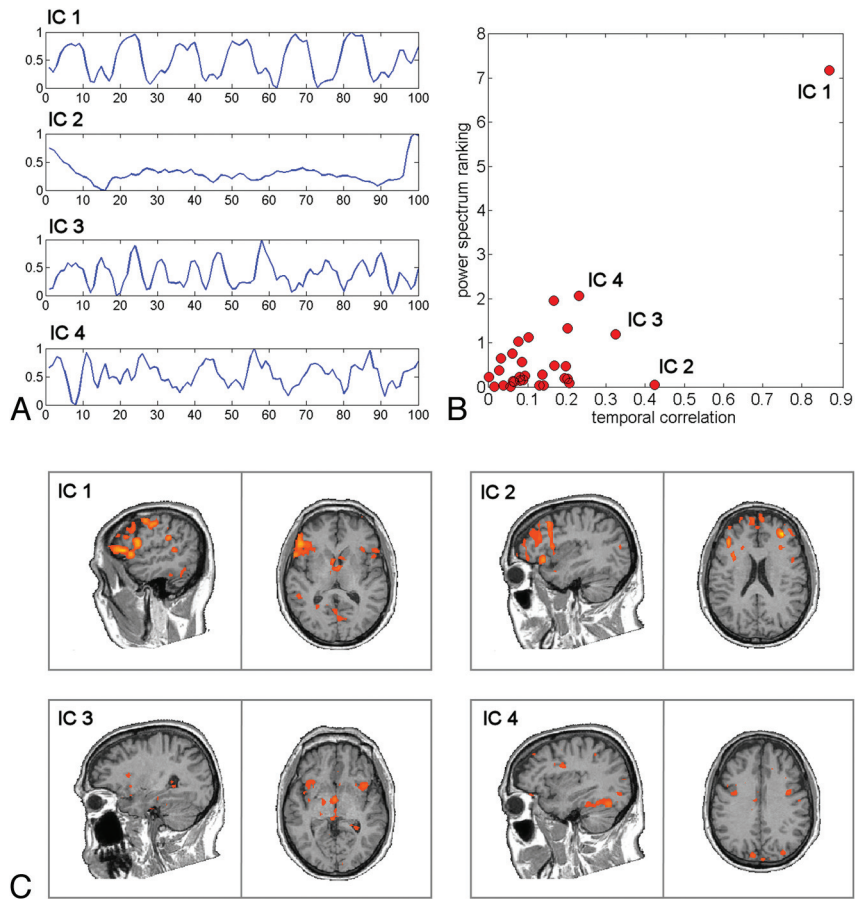 IC 1
1
0.5
0
0 10 20 30 40 50 60 70 80 90 100
IC 2
1
0.5
0
0 10 20 30 40 50 60 70 80 90 100
IC 3
1
0.5
0
0 10 20 30 40 50 60 70 80 90 100
IC 4
1
0.5
0
0 10 20 30 40 50 60 70 80 90 100
A
power spectrum ranking
8
7
6
5
4
3
2
1
0
0 0.1 0.2 0.3 0.4 0.5 0.6 0.7 0.8 0.9
temporal correlation
IC 1
IC 4
IC 3
IC 2
B
IC 1
IC 2
IC 3
IC 4
C